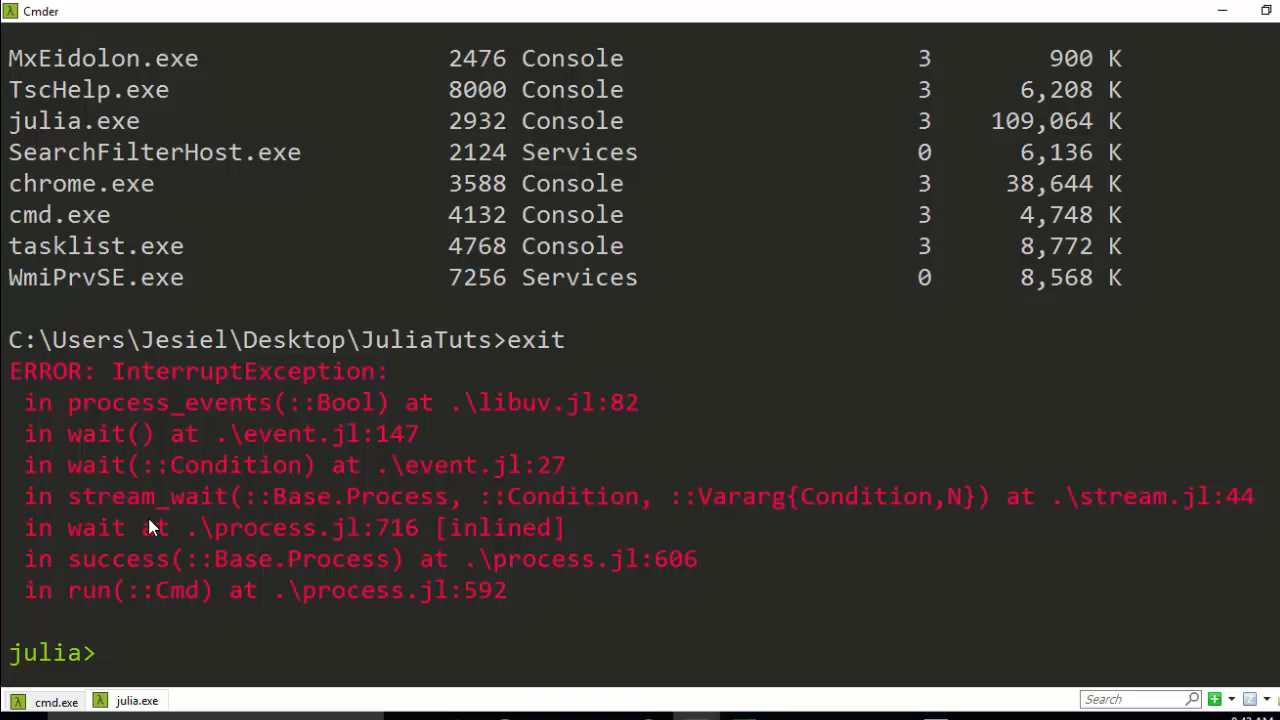 Cmder
MxEidolon.exe 2476 Console 3 900 K
TscHelp.exe 8000 Console 3 6,208 K
julia.exe 2932 Console 3 109,064 K
SearchFilterHost.exe 2124 Services 0 6,136 K
chrome.exe 3588 Console 3 38,644 K
cmd.exe 4132 Console 3 4,748 K
tasklist.exe 4768 Console 3 8,772 K
WmiPrvSE.exe 7256 Services 0 8,568 K
C:\Users\Jesiel\Desktop\JuliaTuts>exit
ERROR: InterruptException:
in process_events(::Bool) at .\libuv.jl:82
in wait() at .\event.jl:147
in wait(::Condition) at .\event.jl:27
in stream_wait(::Base.Process, ::Condition, ::Vararg{Condition,N}) at .\stream.jl:44
in wait at .\process.jl:716 [inlined]
in success(::Base.Process) at .\process.jl:606
in run(::Cmd) at .\process.jl:592
julia>
cmd.exe julia.exe Search